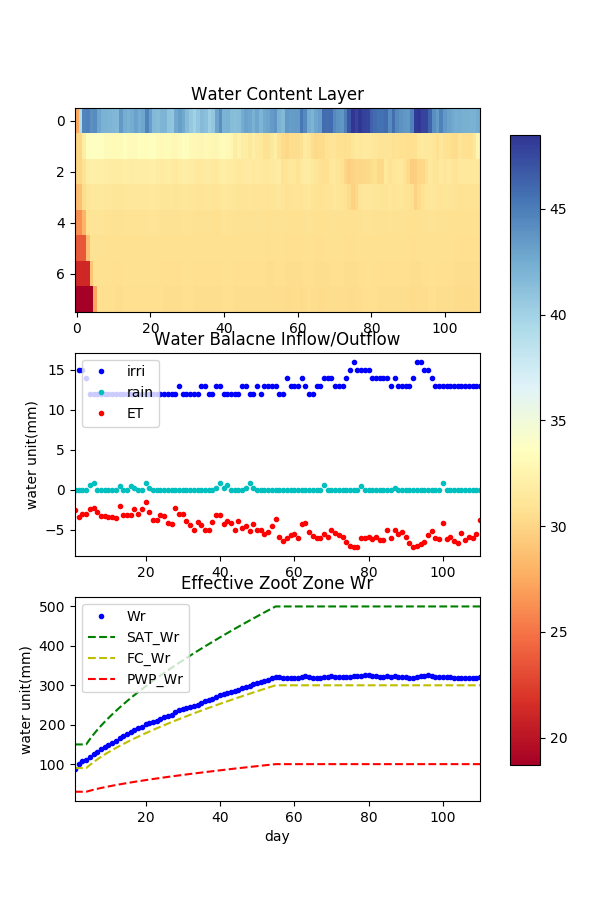 Water Content Layer
0
2
4
6
0 20 40 60 80 100
45
40
35
30
25
20
Water Balacne Inflow/Outflow
water unit(mm)
15
10
5
0
−5
irri
rain
ET
20 40 60 80 100
Effective Zoot Zone Wr
water unit(mm)
500
400
300
200
100
Wr
SAT_Wr
FC_Wr
PWP_Wr
20 40 60 80 100
day